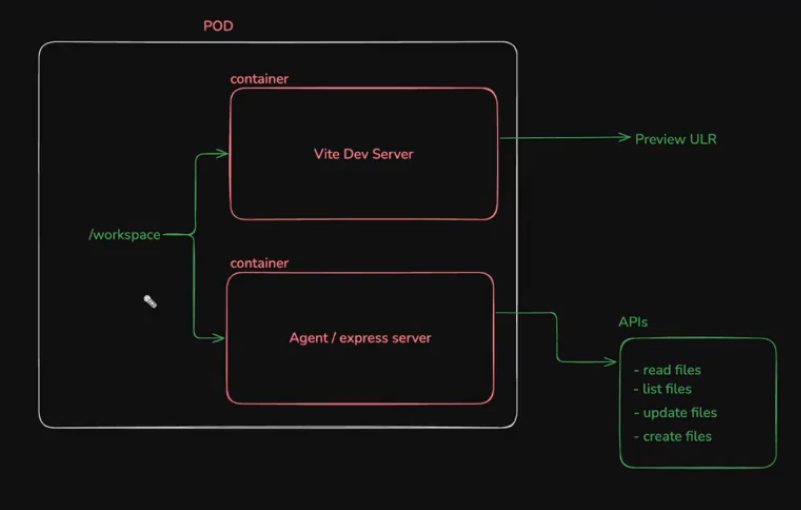 POD
container
Vite Dev Server
Preview ULR
/workspace
container
Agent / express server
APIs
- read files
- list files
- update files
- create files